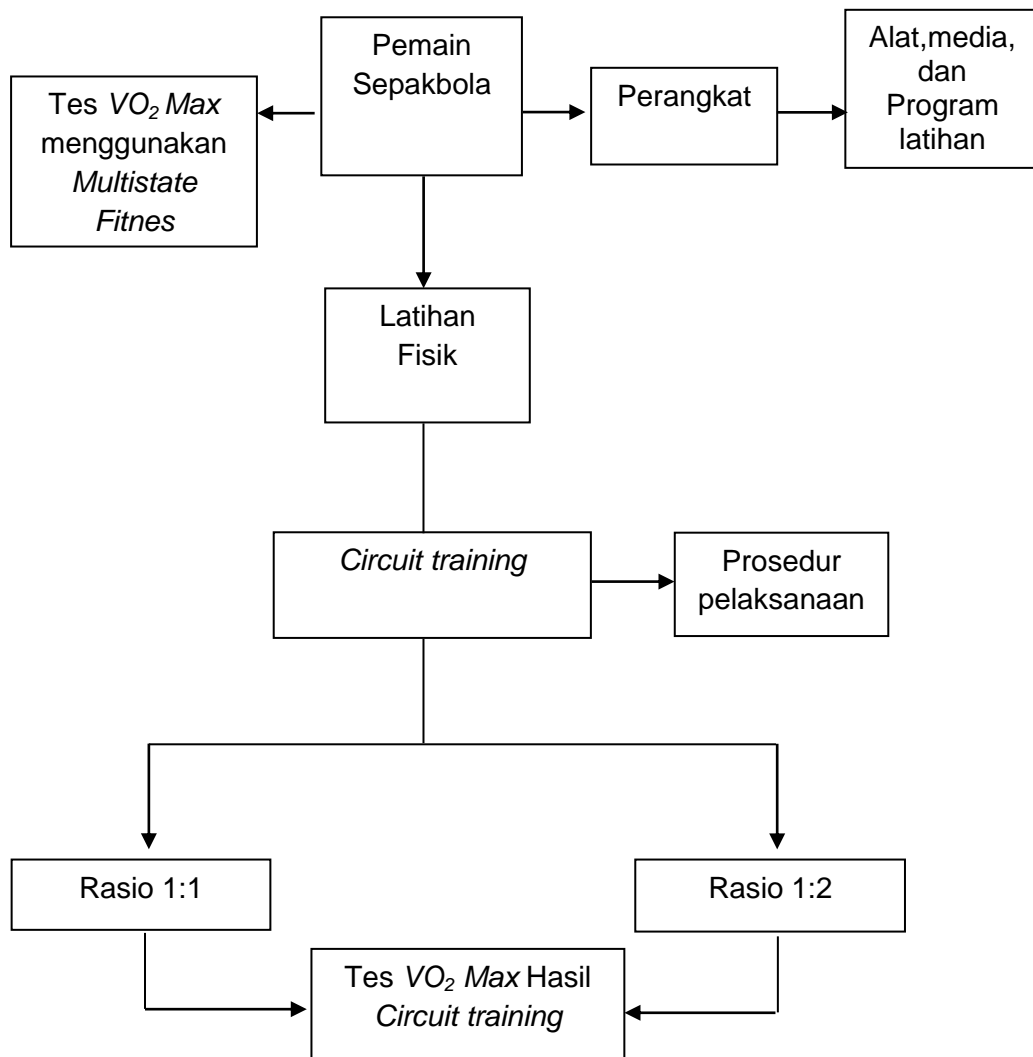 Pemain
Sepakbola
Tes VO₂ Max
menggunakan
Multistate
Fitnes
Perangkat
Alat,media,
dan
Program
latihan
Latihan
Fisik
Circuit training
Prosedur
pelaksanaan
Rasio 1:1
Rasio 1:2
Tes VO₂ Max Hasil
Circuit training